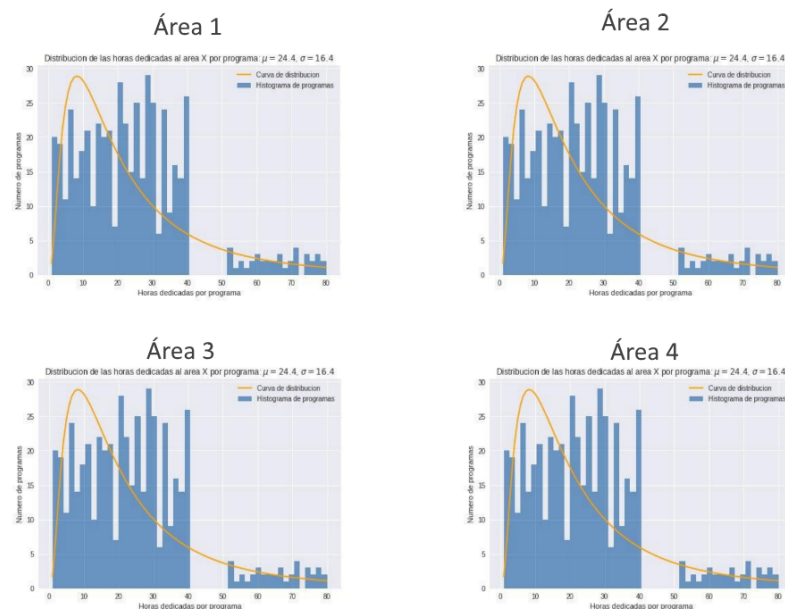 Área 1
Distribucion de las horas dedicadas al area X por programa: μ = 24.4, σ = 16.4
Curva de distribucion
Histograma de programas
Numero de programas
30
25
20
15
10
5
0
0 10 20 30 40 50 60 70 80
Horas dedicadas por programa
Área 2
Distribucion de las horas dedicadas al area X por programa: μ = 24.4, σ = 16.4
Curva de distribucion
Histograma de programas
Numero de programas
30
25
20
15
10
5
0
0 10 20 30 40 50 60 70 80
Horas dedicadas por programa
Área 3
Distribucion de las horas dedicadas al area X por programa: μ = 24.4, σ = 16.4
Curva de distribucion
Histograma de programas
Numero de programas
30
25
20
15
10
5
0
0 10 20 30 40 50 60 70 80
Horas dedicadas por programa
Área 4
Distribucion de las horas dedicadas al area X por programa: μ = 24.4, σ = 16.4
Curva de distribucion
Histograma de programas
Numero de programas
30
25
20
15
10
5
0
0 10 20 30 40 50 60 70 80
Horas dedicadas por programa